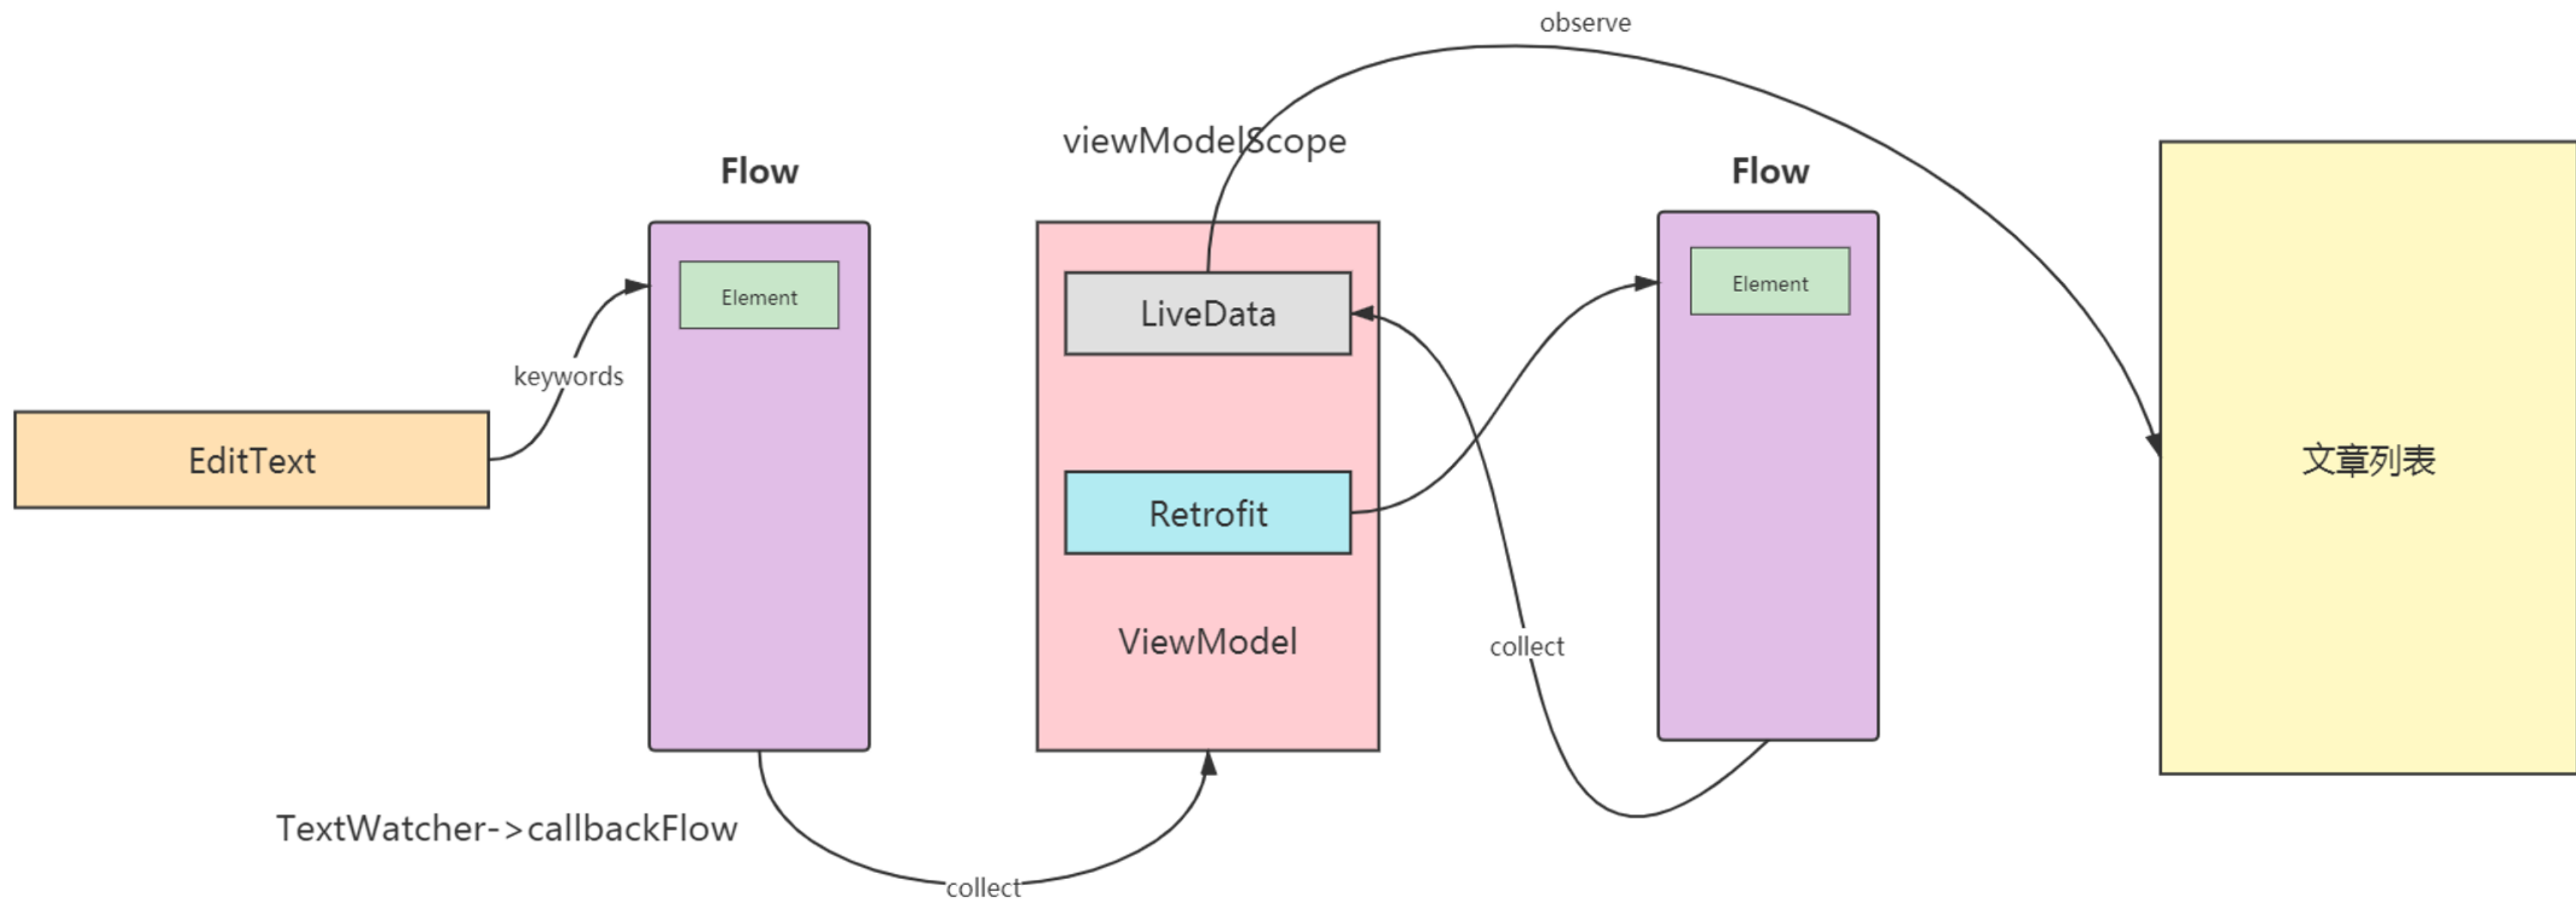 observe
viewModelScope
Flow
Flow
Element
Element
LiveData
keywords
EditText
文章列表
Retrofit
ViewModel
collect
TextWatcher->callbackFlow
collect